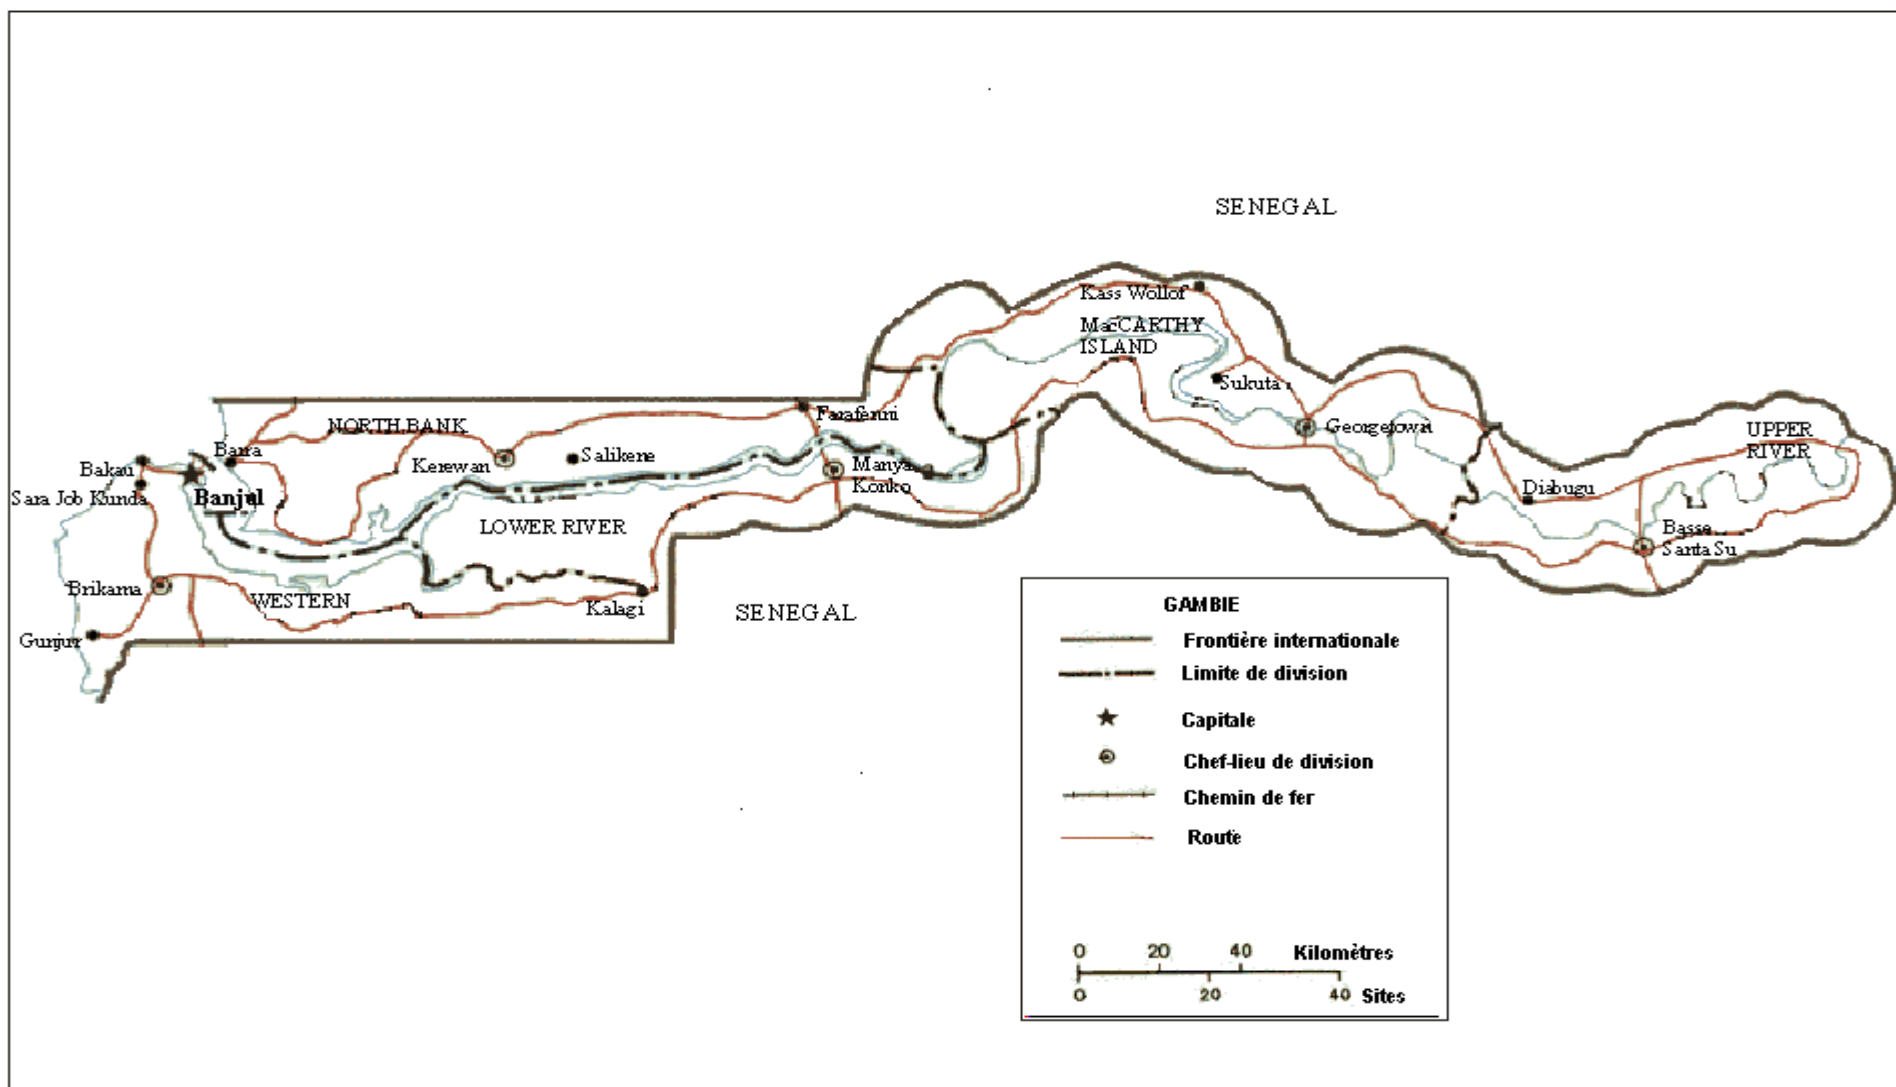 SENEGAL
Kass Wollof
MacCARTHY
ISLAND
Sukuta
Farafenni
NORTH BANK
Georgetown
UPPER
RIVER
Barra
Bakau
Kerewan
Salikene
Manya
Konko
Sara Job Kunda
Banjul
Diabugu
LOWER RIVER
Basse
Santa Su
Brikama
WESTERN
Kalagi
SENEGAL
Gunjur
GAMBIE
Frontière internationale
Limite de division
Capitale
Chef-lieu de division
Chemin de fer
Route
0 20 40 Kilomètres
0 20 40 Sites